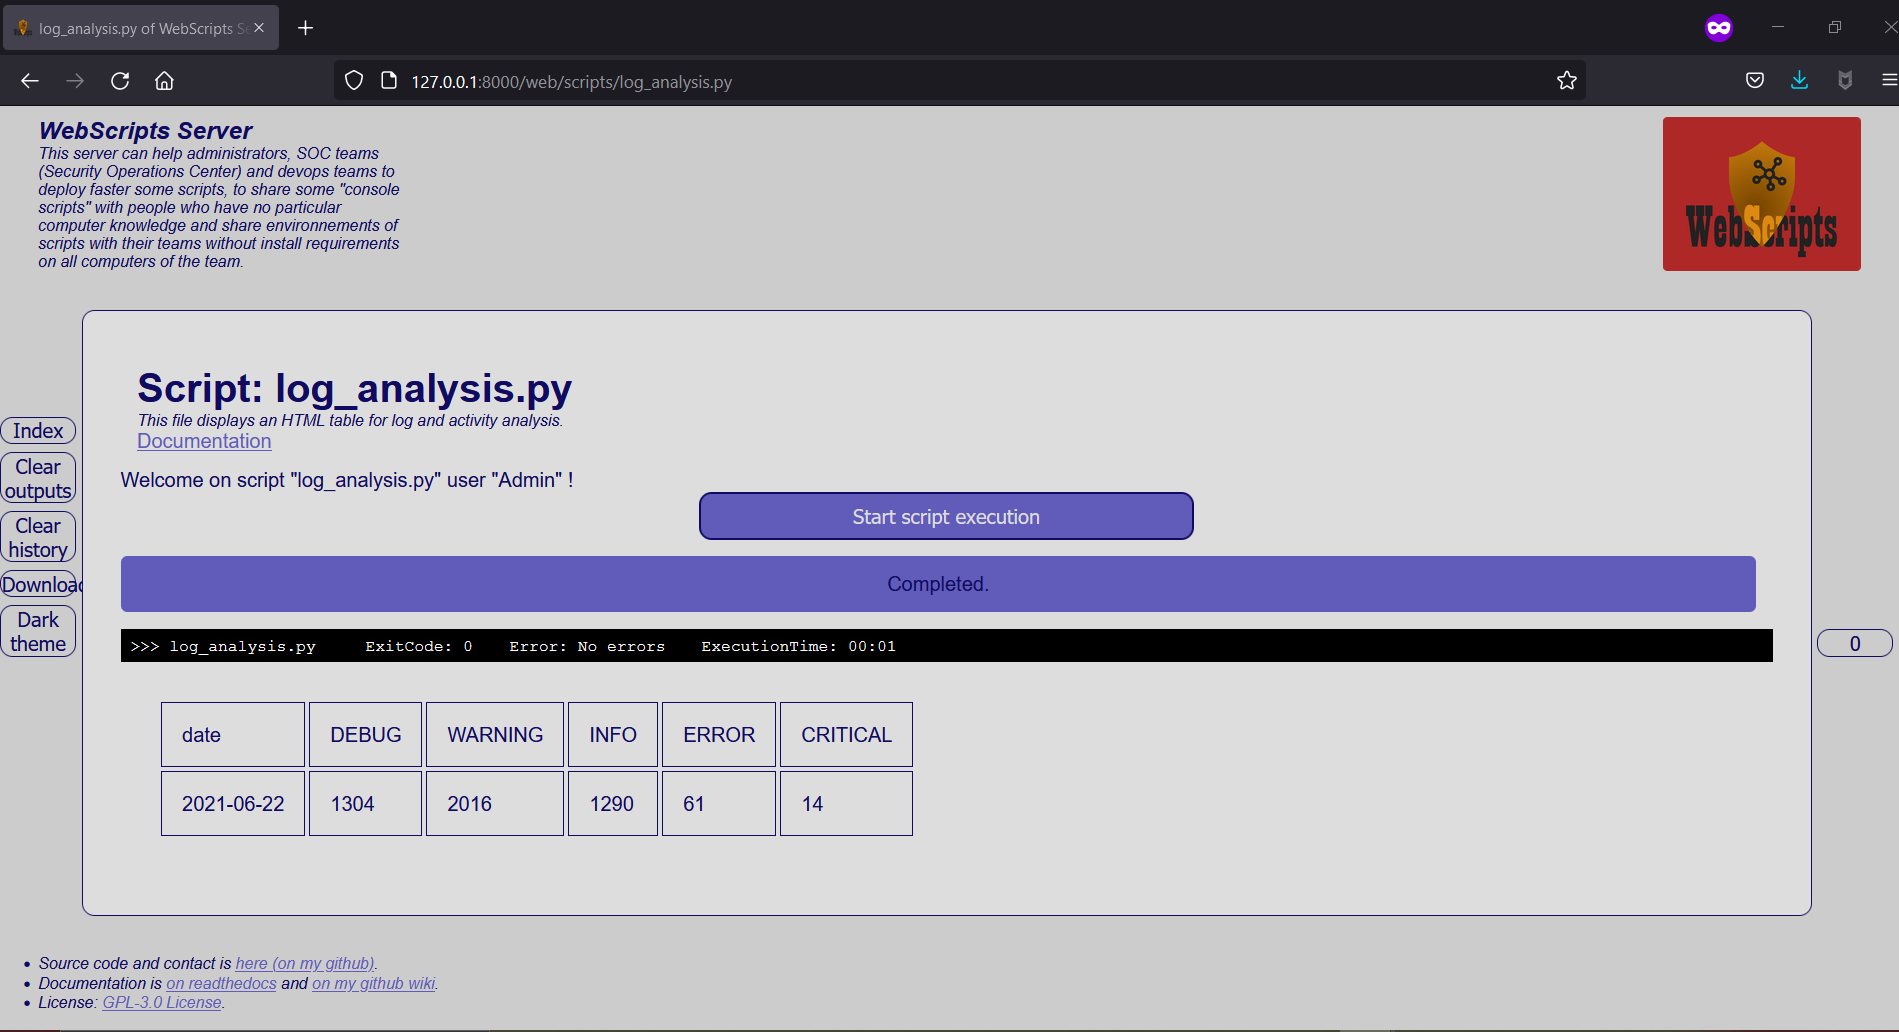 log_analysis.py of WebScripts Se
127.0.0.1:8000/web/scripts/log_analysis.py
WebScripts Server
This server can help administrators, SOC teams
(Security Operations Center) and devops teams to
deploy faster some scripts, to share some "console
scripts" with people who have no particular
computer knowledge and share environnements of
scripts with their teams without install requirements
on all computers of the team.
WebScripts
Index
Clear
outputs
Clear
history
Downloac
Dark
theme
Script: log_analysis.py
This file displays an HTML table for log and activity analysis.
Documentation
Welcome on script "log_analysis.py" user "Admin" !
Start script execution
Completed.
>>> log_analysis.py ExitCode: 0 Error: No errors ExecutionTime: 00:01
0
date DEBUG WARNING INFO ERROR CRITICAL
2021-06-22 1304 2016 1290 61 14
Source code and contact is here (on my github).
Documentation is on readthedocs and on my github wiki.
License: GPL-3.0 License.